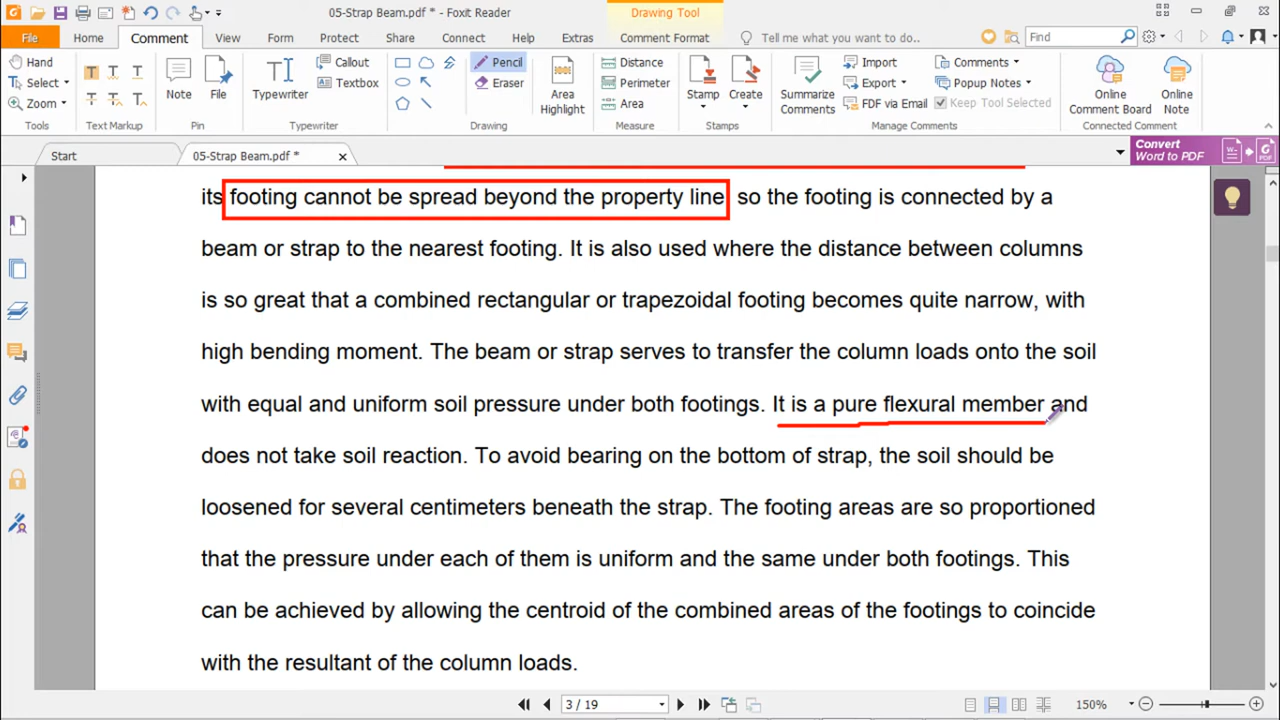 05-Strap Beam.pdf * - Foxit Reader
Drawing Tool
File Home Comment View Form Protect Share Connect Help Extras Comment Format Tell me what you want to do... Find
Hand
Select
Zoom
Tools
Text Markup
Note
File
Pin
Typewriter
Callout
Textbox
Typewriter
Pencil
Eraser
Area Highlight
Drawing
Distance
Perimeter
Area
Measure
Stamp
Create
Stamps
Summarize Comments
Import
Export
FDF via Email
Comments
Popup Notes
Keep Tool Selected
Manage Comments
Online Comment Board
Online Note
Connected Comment
Start
05-Strap Beam.pdf *
Convert
Word to PDF
its footing cannot be spread beyond the property line so the footing is connected by a
beam or strap to the nearest footing. It is also used where the distance between columns
is so great that a combined rectangular or trapezoidal footing becomes quite narrow, with
high bending moment. The beam or strap serves to transfer the column loads onto the soil
with equal and uniform soil pressure under both footings. It is a pure flexural member and
does not take soil reaction. To avoid bearing on the bottom of strap, the soil should be
loosened for several centimeters beneath the strap. The footing areas are so proportioned
that the pressure under each of them is uniform and the same under both footings. This
can be achieved by allowing the centroid of the combined areas of the footings to coincide
with the resultant of the column loads.
3 / 19
150%